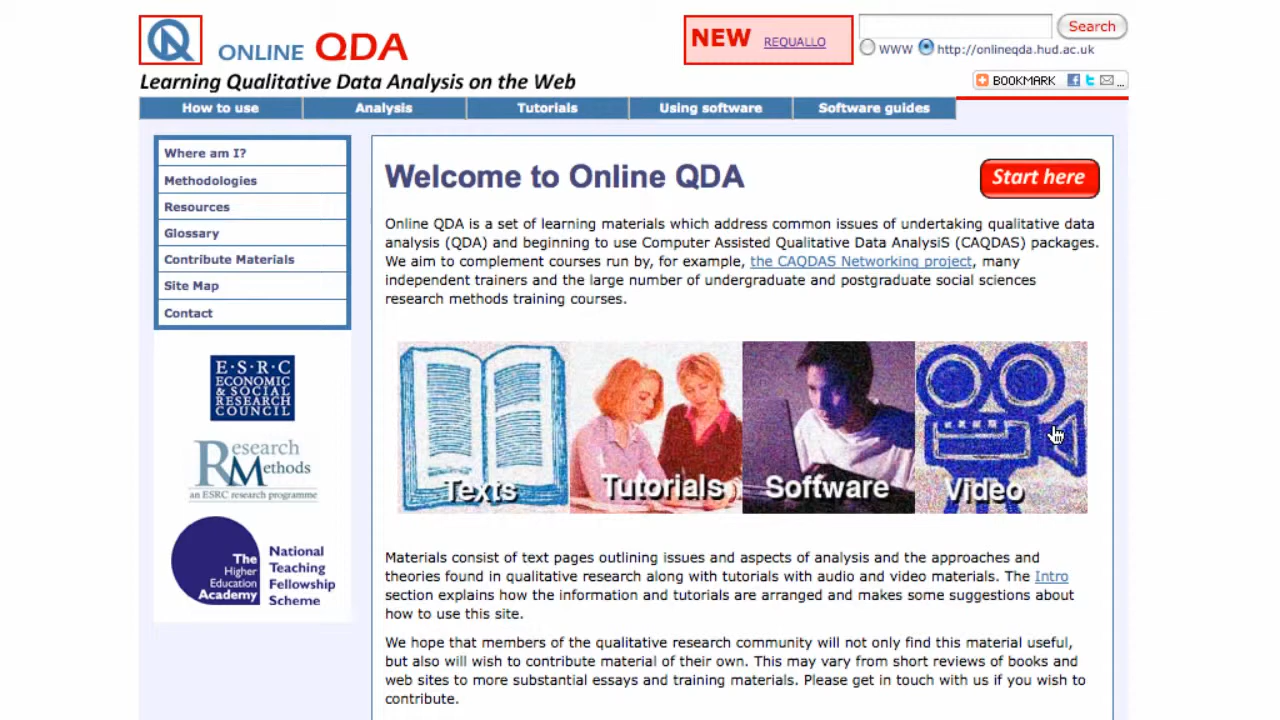 ONLINE QDA
Learning Qualitative Data Analysis on the Web
NEW REQUALLO
Search
WWW http://onlineqda.hud.ac.uk
BOOKMARK ...
How to use
Analysis
Tutorials
Using software
Software guides
Where am I?
Methodologies
Resources
Glossary
Contribute Materials
Site Map
Contact
E·S·R·C
ECONOMIC
& SOCIAL
RESEARCH
COUNCIL
Research
Methods
an ESRC research programme
The
Higher
Education
Academy
National
Teaching
Fellowship
Scheme
Welcome to Online QDA
Start here
Online QDA is a set of learning materials which address common issues of undertaking qualitative data
analysis (QDA) and beginning to use Computer Assisted Qualitative Data AnalysiS (CAQDAS) packages.
We aim to complement courses run by, for example, the CAQDAS Networking project, many
independent trainers and the large number of undergraduate and postgraduate social sciences
research methods training courses.
Texts
Tutorials
Software
Video
Materials consist of text pages outlining issues and aspects of analysis and the approaches and
theories found in qualitative research along with tutorials with audio and video materials. The Intro
section explains how the information and tutorials are arranged and makes some suggestions about
how to use this site.
We hope that members of the qualitative research community will not only find this material useful,
but also will wish to contribute material of their own. This may vary from short reviews of books and
web sites to more substantial essays and training materials. Please get in touch with us if you wish to
contribute.